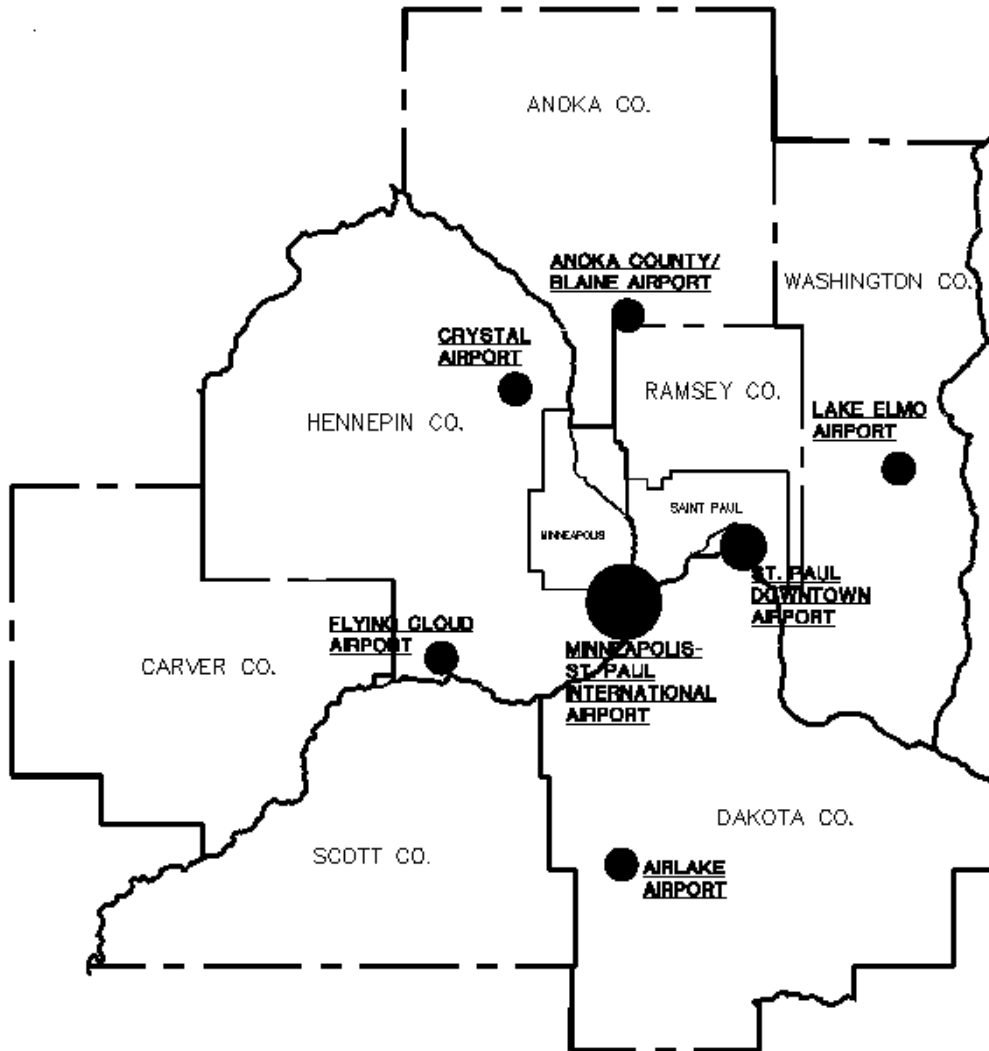 ANOKA CO.
ANOKA COUNTY/
BLAINE AIRPORT
WASHINGTON CO.
CRYSTAL
AIRPORT
RAMSEY CO.
HENNEPIN CO.
LAKE ELMO
AIRPORT
SAINT PAUL
MINNEAPOLIS
ST. PAUL
DOWNTOWN
AIRPORT
FLYING CLOUD
AIRPORT
MINNEAPOLIS-
ST. PAUL
INTERNATIONAL
AIRPORT
CARVER CO.
DAKOTA CO.
SCOTT CO.
AIRLAKE
AIRPORT